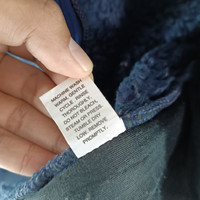 MACHINE WASH
WARM, GENTLE
CYCLE. RINSE
THOROUGHLY.
DO NOT BLEACH,
STEAM OR PRESS.
TUMBLE DRY
LOW. REMOVE
PROMPTLY.